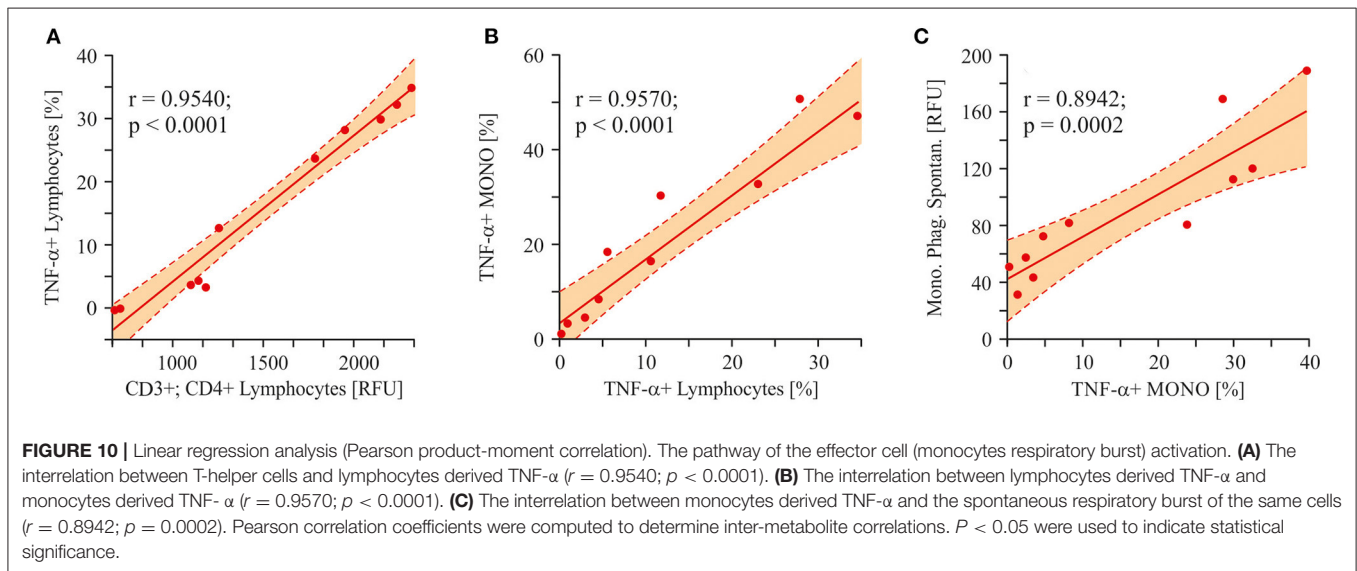 A
TNF-α+ Lymphocytes [%]
40
30
20
10
0
r = 0.9540;
p < 0.0001
1000
1500
2000
CD3+; CD4+ Lymphocytes [RFU]
B
TNF-α+ MONO [%]
60
40
20
0
r = 0.9570;
p < 0.0001
0
10
20
30
TNF-α+ Lymphocytes [%]
C
Mono. Phag. Spontan. [RFU]
200
160
120
80
40
0
r = 0.8942;
p = 0.0002
0
10
20
30
40
TNF-α+ MONO [%]
FIGURE 10 | Linear regression analysis (Pearson product-moment correlation). The pathway of the effector cell (monocytes respiratory burst) activation. (A) The
interrelation between T-helper cells and lymphocytes derived TNF-α (r = 0.9540; p < 0.0001). (B) The interrelation between lymphocytes derived TNF-α and
monocytes derived TNF- α (r = 0.9570; p < 0.0001). (C) The interrelation between monocytes derived TNF-α and the spontaneous respiratory burst of the same cells
(r = 0.8942; p = 0.0002). Pearson correlation coefficients were computed to determine inter-metabolite correlations. P < 0.05 were used to indicate statistical
significance.